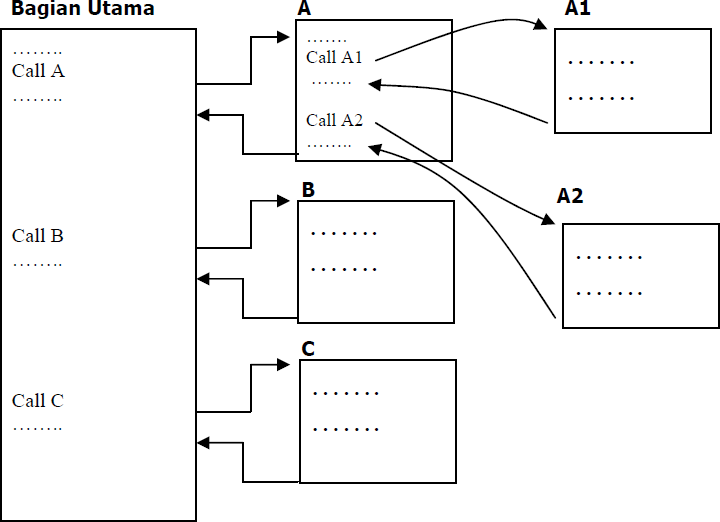 Bagian Utama
........
Call A
........
Call B
........
Call C
........
A
.......
Call A1
.......
Call A2
........
A1
.......
.......
A2
.......
.......
B
.......
.......
C
.......
.......